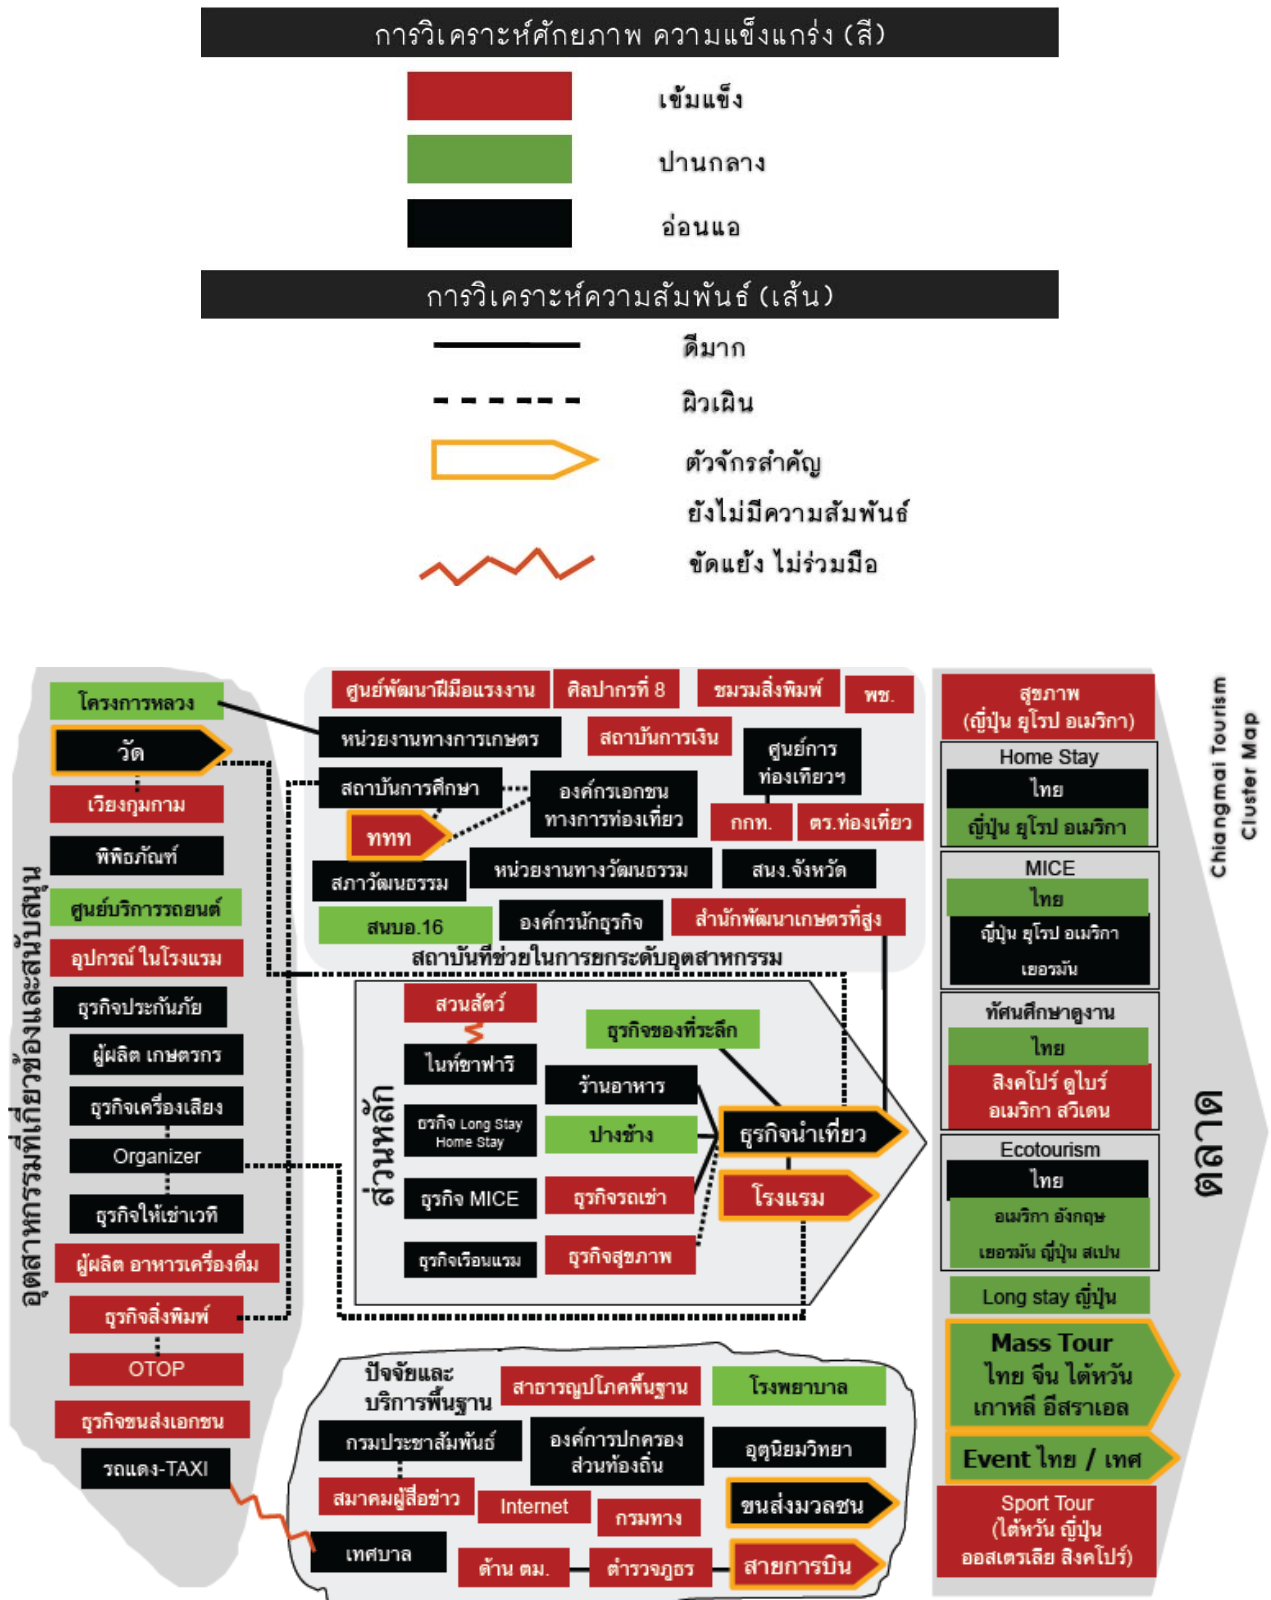 การวิเคราะห์ศักยภาพ ความแข็งแกร่ง (สี)
เข้มแข็ง
ปานกลาง
อ่อนแอ
การวิเคราะห์ความสัมพันธ์ (เส้น)
ดีมาก
ผิวเผิน
ตัวจักรสำคัญ
ยังไม่มีความสัมพันธ์
ขัดแย้ง ไม่ร่วมมือ
อุตสาหกรรมที่เกี่ยวข้องและสนับสนุน
โครงการหลวง
วัด
เวียงกุมกาม
พิพิธภัณฑ์
ศูนย์บริการรถยนต์
อุปกรณ์ ในโรงแรม
ธุรกิจประกันภัย
ผู้ผลิต เกษตรกร
ธุรกิจเครื่องเสียง
Organizer
ธุรกิจให้เช่าเวที
ผู้ผลิต อาหารเครื่องดื่ม
ธุรกิจสิ่งพิมพ์
OTOP
ธุรกิจขนส่งเอกชน
รถแดง-TAXI
ศูนย์พัฒนาฝีมือแรงงาน
ศิลปากรที่ 8
ชมรมสิ่งพิมพ์
พช.
หน่วยงานทางการเกษตร
สถาบันการเงิน
ศูนย์การ
ท่องเทียวฯ
สถาบันการศึกษา
องค์กรเอกชน
ทางการท่องเที่ยว
ททท
กกท.
ตร.ท่องเที่ยว
สภาวัฒนธรรม
หน่วยงานทางวัฒนธรรม
สนง.จังหวัด
สนบอ.16
องค์กรนักธุรกิจ
สำนักพัฒนาเกษตรที่สูง
สถาบันที่ช่วยในการยกระดับอุตสาหกรรม
ส่วนหลัก
สวนสัตว์
ธุรกิจของที่ระลึก
ไนท์ซาฟารี
ร้านอาหาร
ธรกิจ Long Stay
Home Stay
ปางช้าง
ธุรกิจนำเที่ยว
ธุรกิจ MICE
ธุรกิจรถเช่า
โรงแรม
ธุรกิจเรือนแรม
ธุรกิจสุขภาพ
ปัจจัยและ
บริการพื้นฐาน
สาธารณูปโภคพื้นฐาน
โรงพยาบาล
กรมประชาสัมพันธ์
องค์การปกครอง
ส่วนท้องถิ่น
อุตุนิยมวิทยา
สมาคมผู้สื่อข่าว
Internet
กรมทาง
ขนส่งมวลชน
เทศบาล
ด้าน ตม.
ตำรวจภูธร
สายการบิน
สุขภาพ
(ญี่ปุ่น ยุโรป อเมริกา)
Home Stay
ไทย
ญี่ปุ่น ยุโรป อเมริกา
MICE
ไทย
ญี่ปุ่น ยุโรป อเมริกา
เยอรมัน
ทัศนศึกษาดูงาน
ไทย
สิงคโปร์ ดูไบร์
อเมริกา สวีเดน
Ecotourism
ไทย
อเมริกา อังกฤษ
เยอรมัน ญี่ปุ่น สเปน
Long stay ญี่ปุ่น
Mass Tour
ไทย จีน ไต้หวัน
เกาหลี อีสราเอล
Event ไทย / เทศ
Sport Tour
(ไต้หวัน ญี่ปุ่น
ออสเตรเลีย สิงคโปร์)
ตลาด
Chiangmai Tourism
Cluster Map